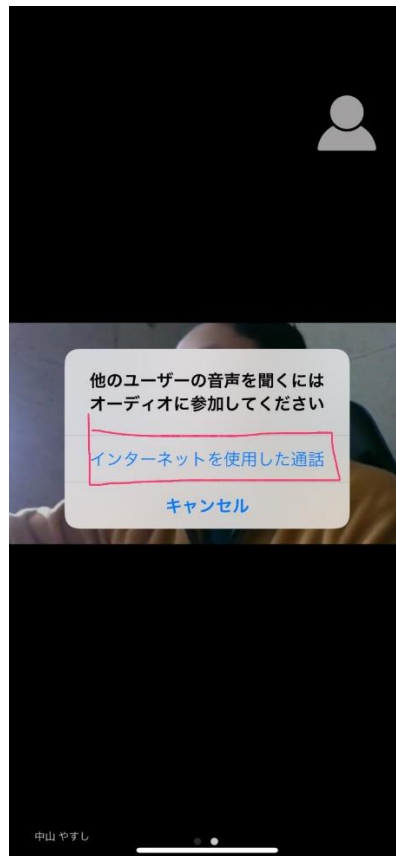 他のユーザーの音声を聞くには
オーディオに参加してください
インターネットを使用した通話
キャンセル
中山 やすし